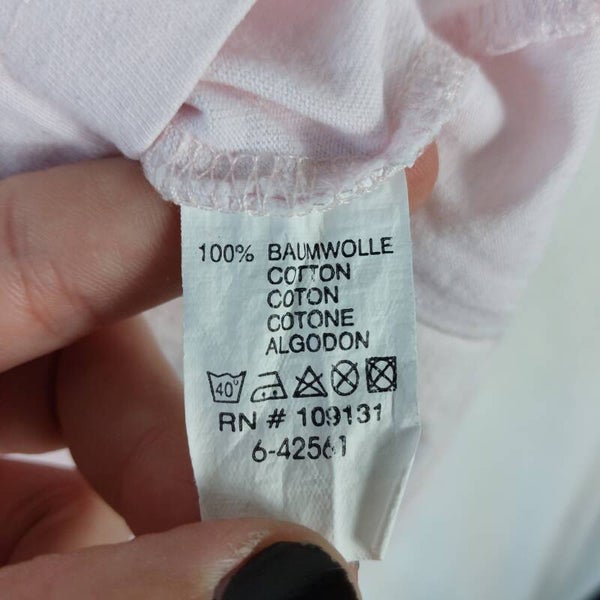 100% BAUMWOLLE
COTTON
COTON
COTONE
ALGODON
40°
RN # 109131
6-42561